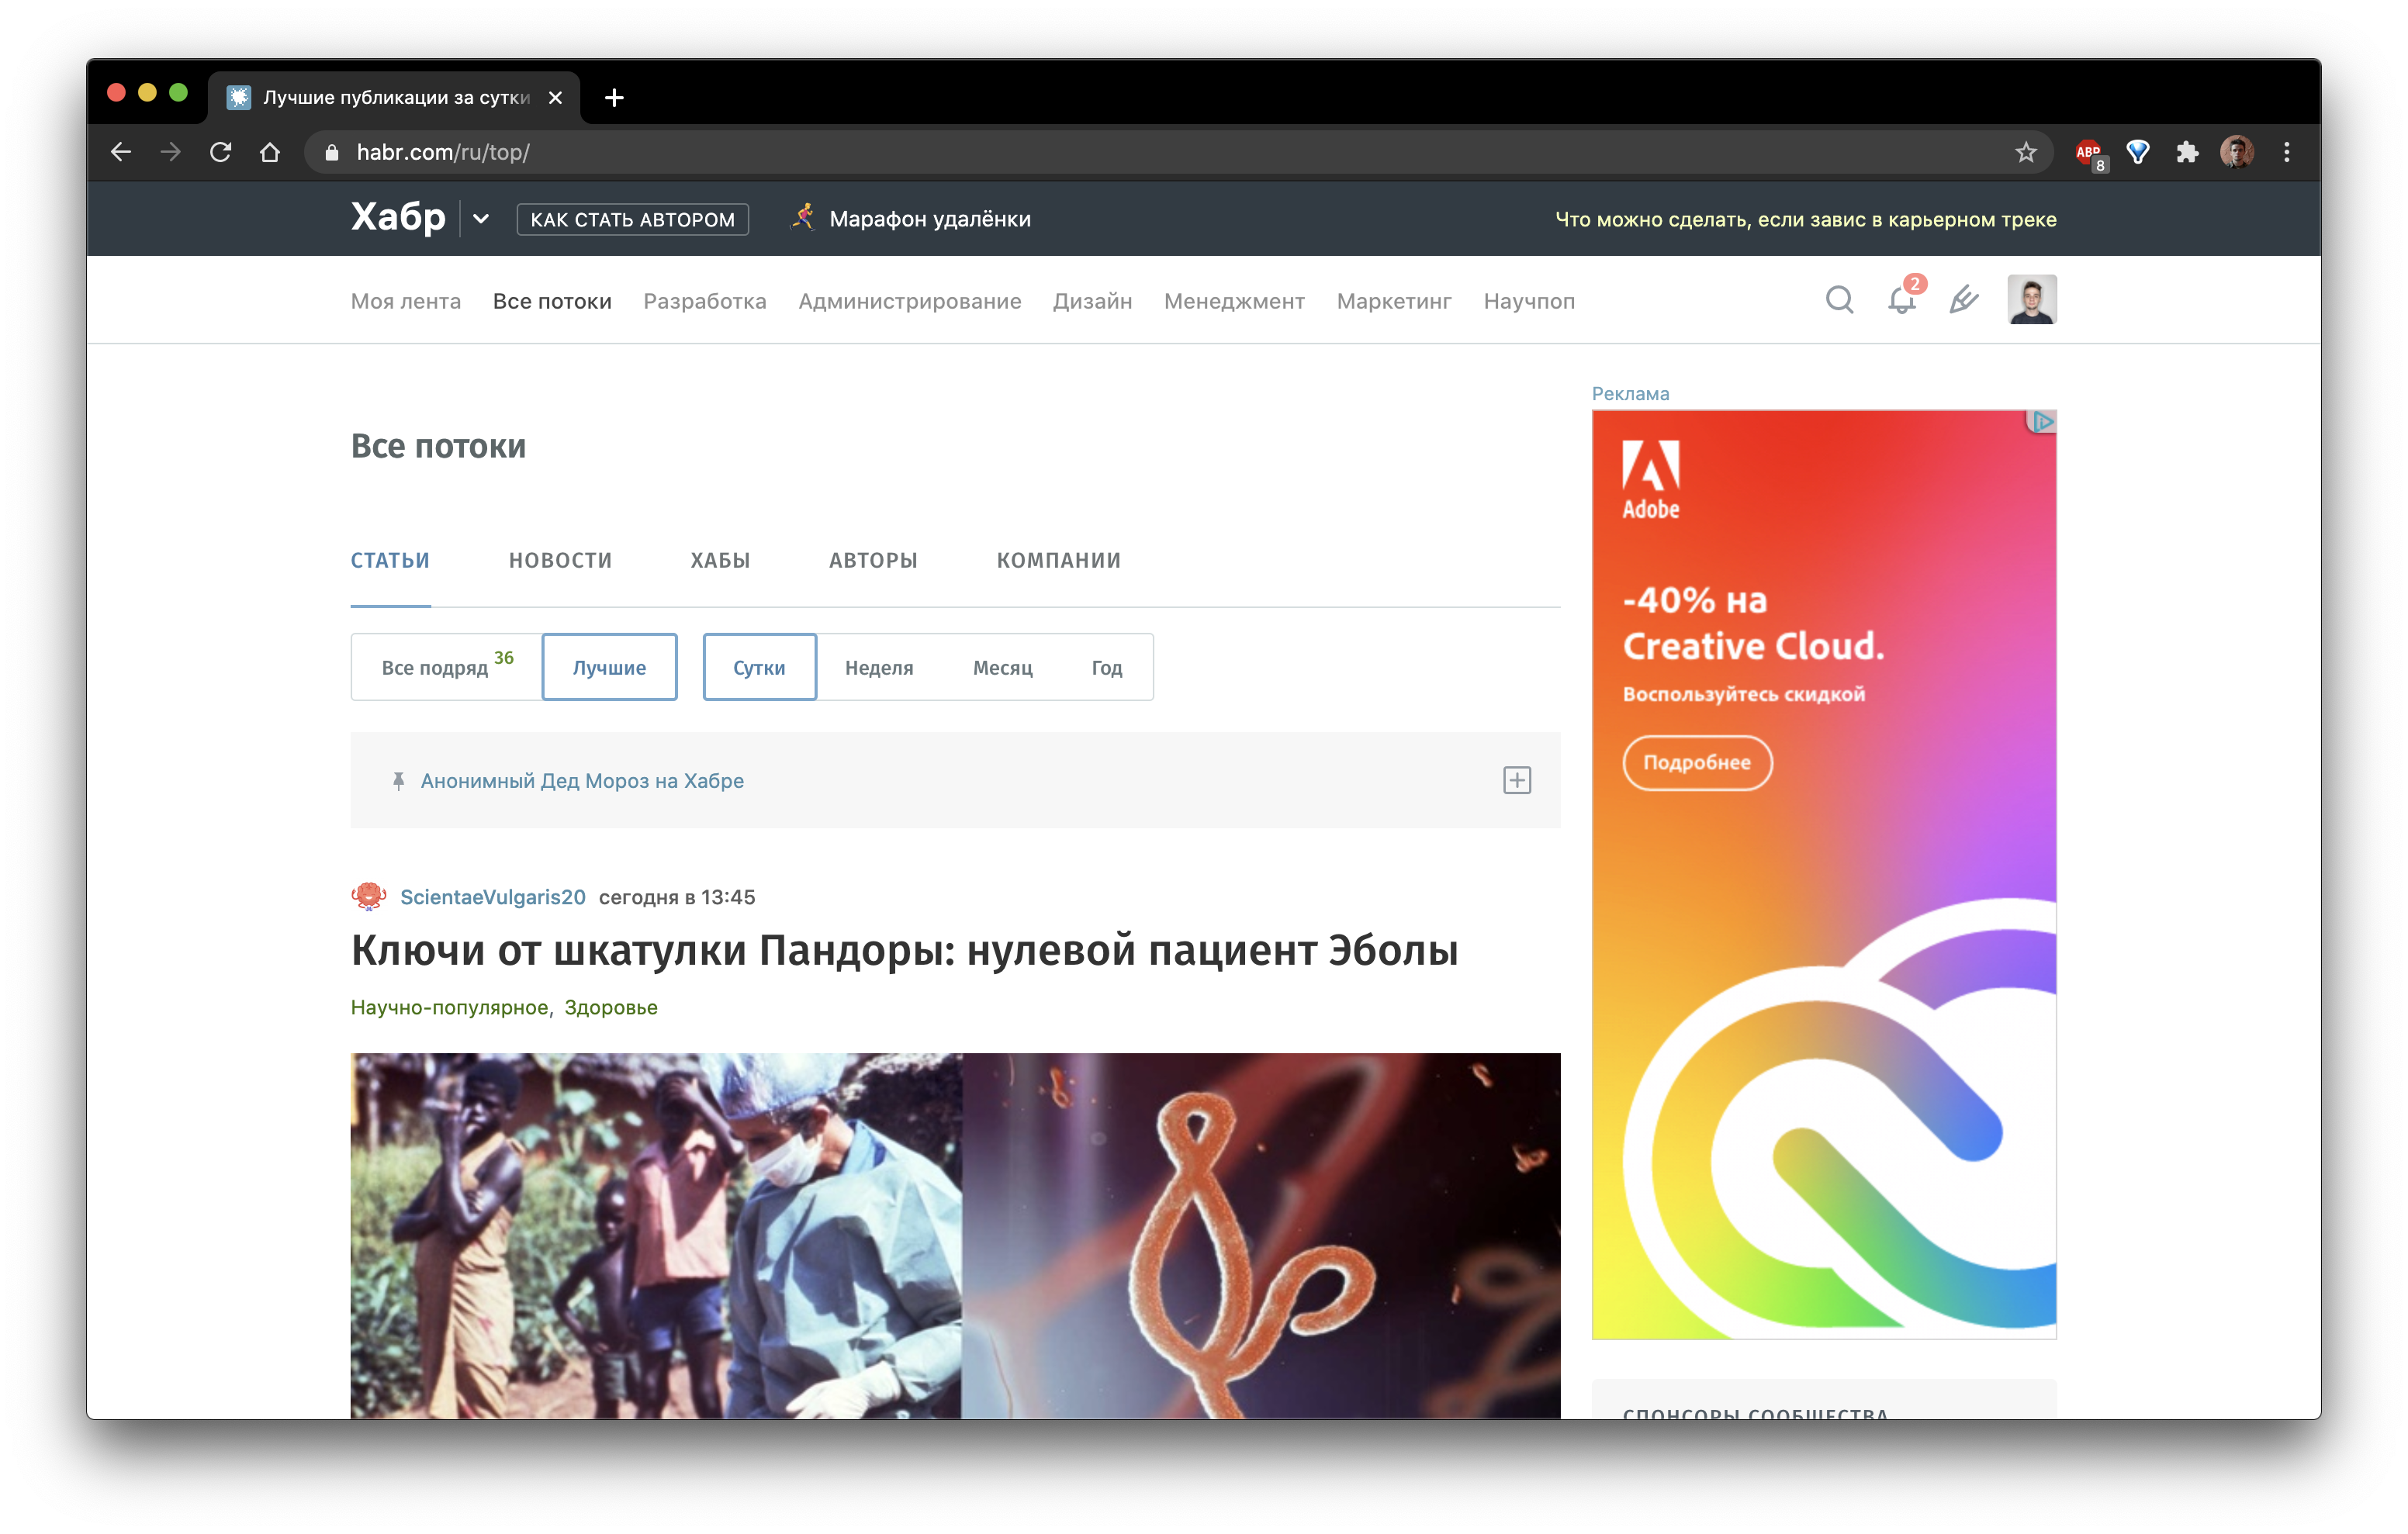 Лучшие публикации за сутки
habr.com/ru/top/
ABP 8
Хабр
КАК СТАТЬ АВТОРОМ
Марафон удалёнки
Что можно сделать, если завис в карьерном треке
Моя лента Все потоки Разработка Администрирование Дизайн Менеджмент Маркетинг Научпоп
2
Все потоки
СТАТЬИ НОВОСТИ ХАБЫ АВТОРЫ КОМПАНИИ
Все подряд 36 Лучшие Сутки Неделя Месяц Год
Анонимный Дед Мороз на Хабре
ScientaeVulgaris20 сегодня в 13:45
Ключи от шкатулки Пандоры: нулевой пациент Эболы
Научно-популярное, Здоровье
Реклама
Adobe
-40% на
Creative Cloud.
Воспользуйтесь скидкой
Подробнее
СПОНСОРЫ СООБЩЕСТВА